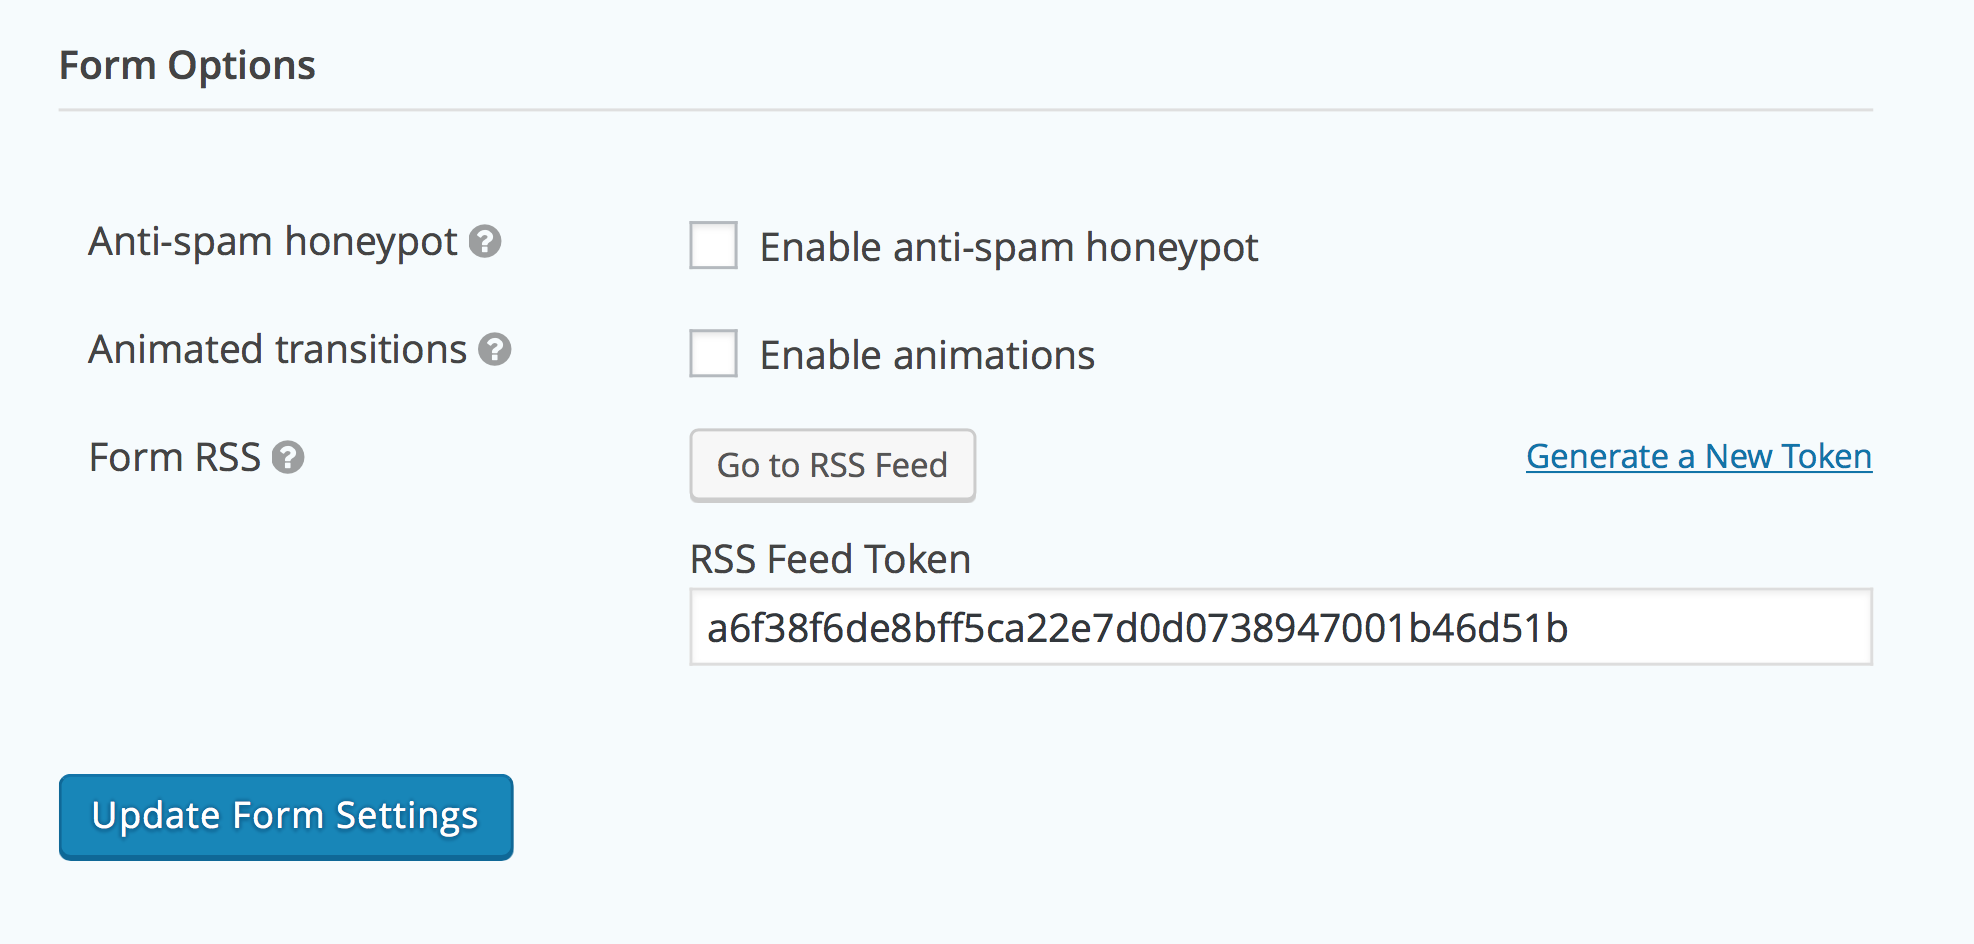 Form Options
Anti-spam honeypot ? Enable anti-spam honeypot
Animated transitions ? Enable animations
Form RSS ? Go to RSS Feed Generate a New Token
RSS Feed Token
a6f38f6de8bff5ca22e7d0d0738947001b46d51b
Update Form Settings